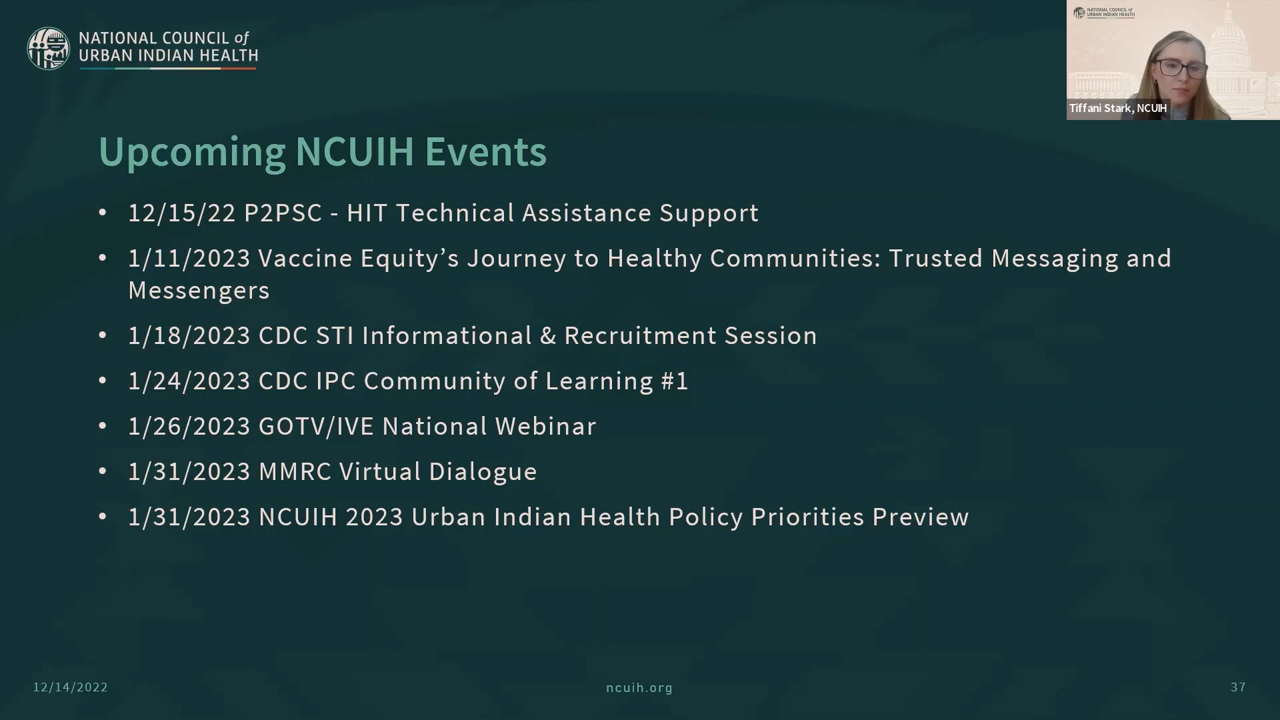 NATIONAL COUNCIL of
URBAN INDIAN HEALTH
NATIONAL COUNCIL of
URBAN INDIAN HEALTH
Tiffani Stark, NCUIH
Upcoming NCUIH Events
• 12/15/22 P2PSC - HIT Technical Assistance Support
• 1/11/2023 Vaccine Equity’s Journey to Healthy Communities: Trusted Messaging and
Messengers
• 1/18/2023 CDC STI Informational & Recruitment Session
• 1/24/2023 CDC IPC Community of Learning #1
• 1/26/2023 GOTV/IVE National Webinar
• 1/31/2023 MMRC Virtual Dialogue
• 1/31/2023 NCUIH 2023 Urban Indian Health Policy Priorities Preview
12/14/2022
ncuih.org
37